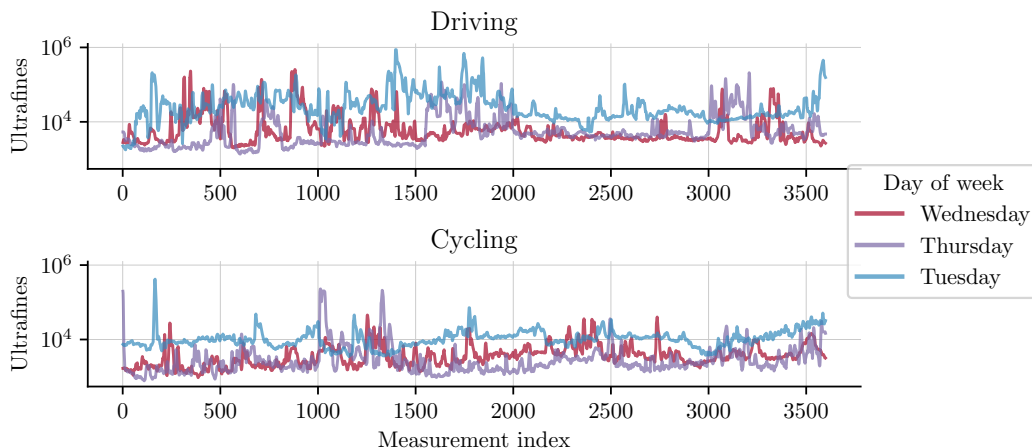 Driving
Ultrafines
10^6
10^4
0 500 1000 1500 2000 2500 3000 3500
Day of week
Wednesday
Thursday
Tuesday
Cycling
Ultrafines
10^6
10^4
0 500 1000 1500 2000 2500 3000 3500
Measurement index